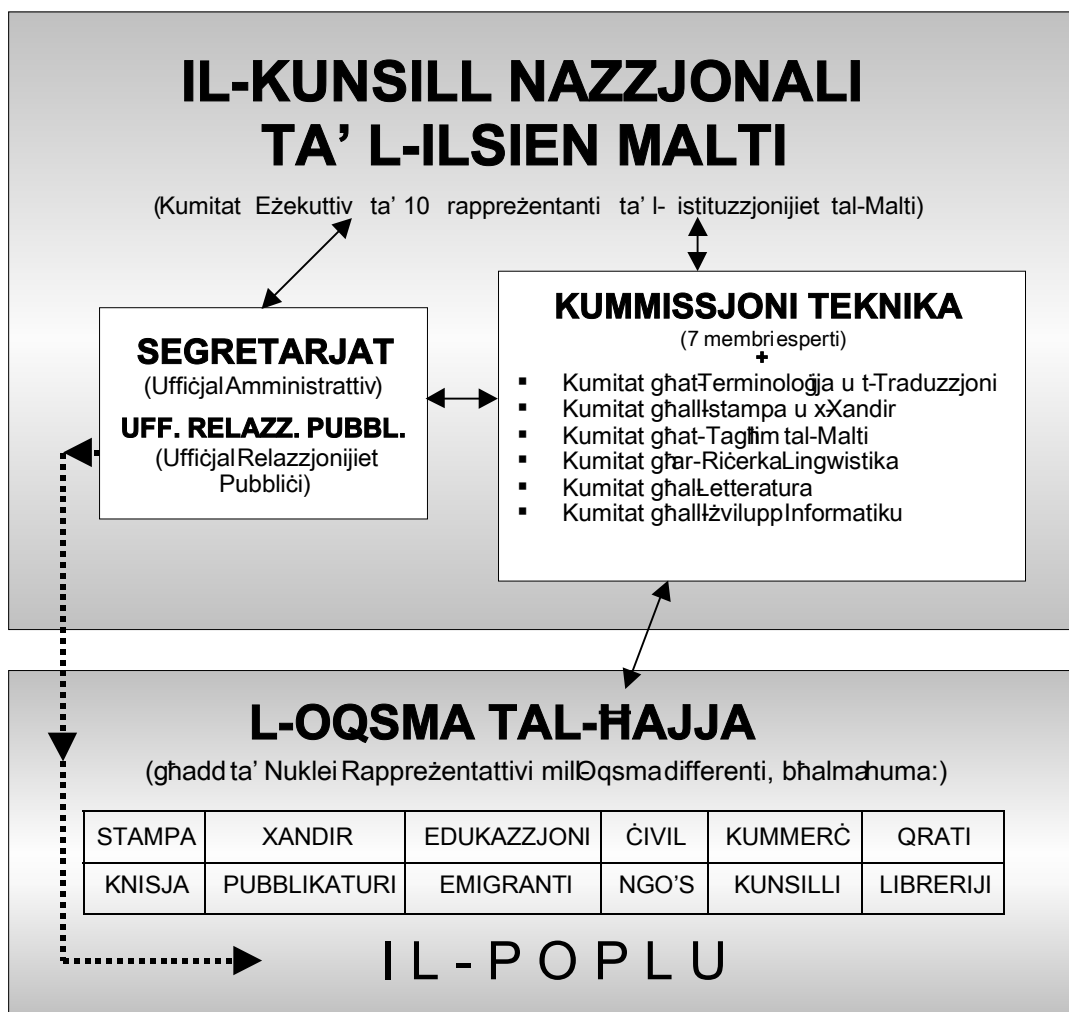 IL-KUNSILL NAZZJONALI
TA' L-ILSIEN MALTI
(Kumitat Eżekuttiv ta' 10 rappreżentanti ta' l- istituzzjonijiet tal-Malti)
SEGRETARJAT
(Uffiċjal Amministrattiv)
UFF. RELAZZ. PUBBL.
(Uffiċjal Relazzjonijiet
Pubbliċi)
KUMMISSJONI TEKNIKA
(7 membri esperti)
+
▪ Kumitat għat-Terminoloġija u t-Traduzzjoni
▪ Kumitat għall-Istampa u x-Xandir
▪ Kumitat għat-Tagħlim tal-Malti
▪ Kumitat għar-Riċerka Lingwistika
▪ Kumitat għal-Letteratura
▪ Kumitat għall-Iżvilupp Informatiku
L-OQSMA TAL-ĦAJJA
(għadd ta' Nuklei Rappreżentattivi mill-Oqsma differenti, bħalma huma:)
STAMPA XANDIR EDUKAZZJONI ĊIVIL KUMMERĊ QRATI
KNISJA PUBBLIKATURI EMIGRANTI NGO'S KUNSILLI LIBRERIJI
IL-POPLU